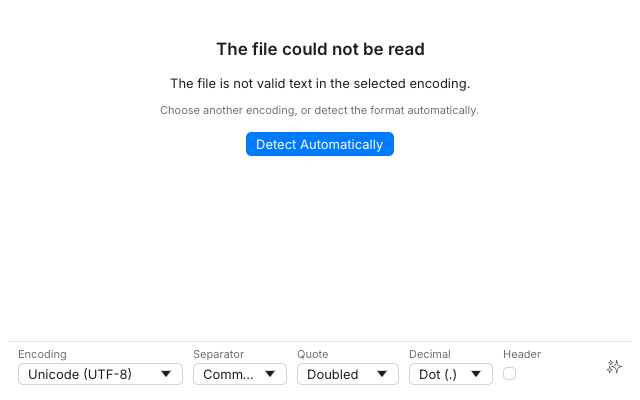 The file could not be read
The file is not valid text in the selected encoding.
Choose another encoding, or detect the format automatically.
Detect Automatically
Encoding Separator Quote Decimal Header
Unicode (UTF-8) Comm... Doubled Dot (.)